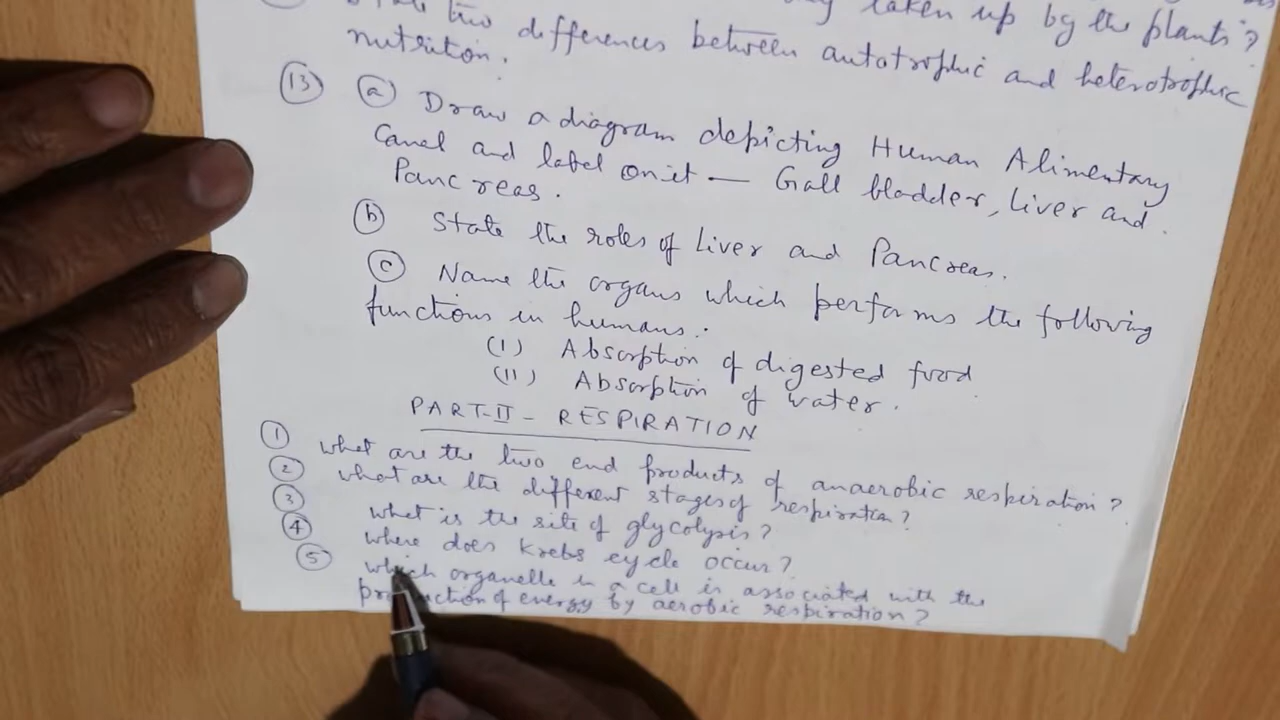 taken up by the plants?
State two differences between autotrophic and heterotrophic
nutrition.
(13) (a) Draw a diagram depicting Human Alimentary
Canal and label on it — Gall bladder, Liver and
Pancreas.
(b) State the roles of Liver and Pancreas.
(c) Name the organs which performs the following
functions in humans:
(I) Absorption of digested food
(II) Absorption of water.
PART-II - RESPIRATION
(1) what are the two end products of anaerobic respiration?
(2) what are the different stages of respiration?
(3) what is the site of glycolysis?
(4) where does Krebs cycle occur?
(5) which organelle in a cell is associated with the
production of energy by aerobic respiration?